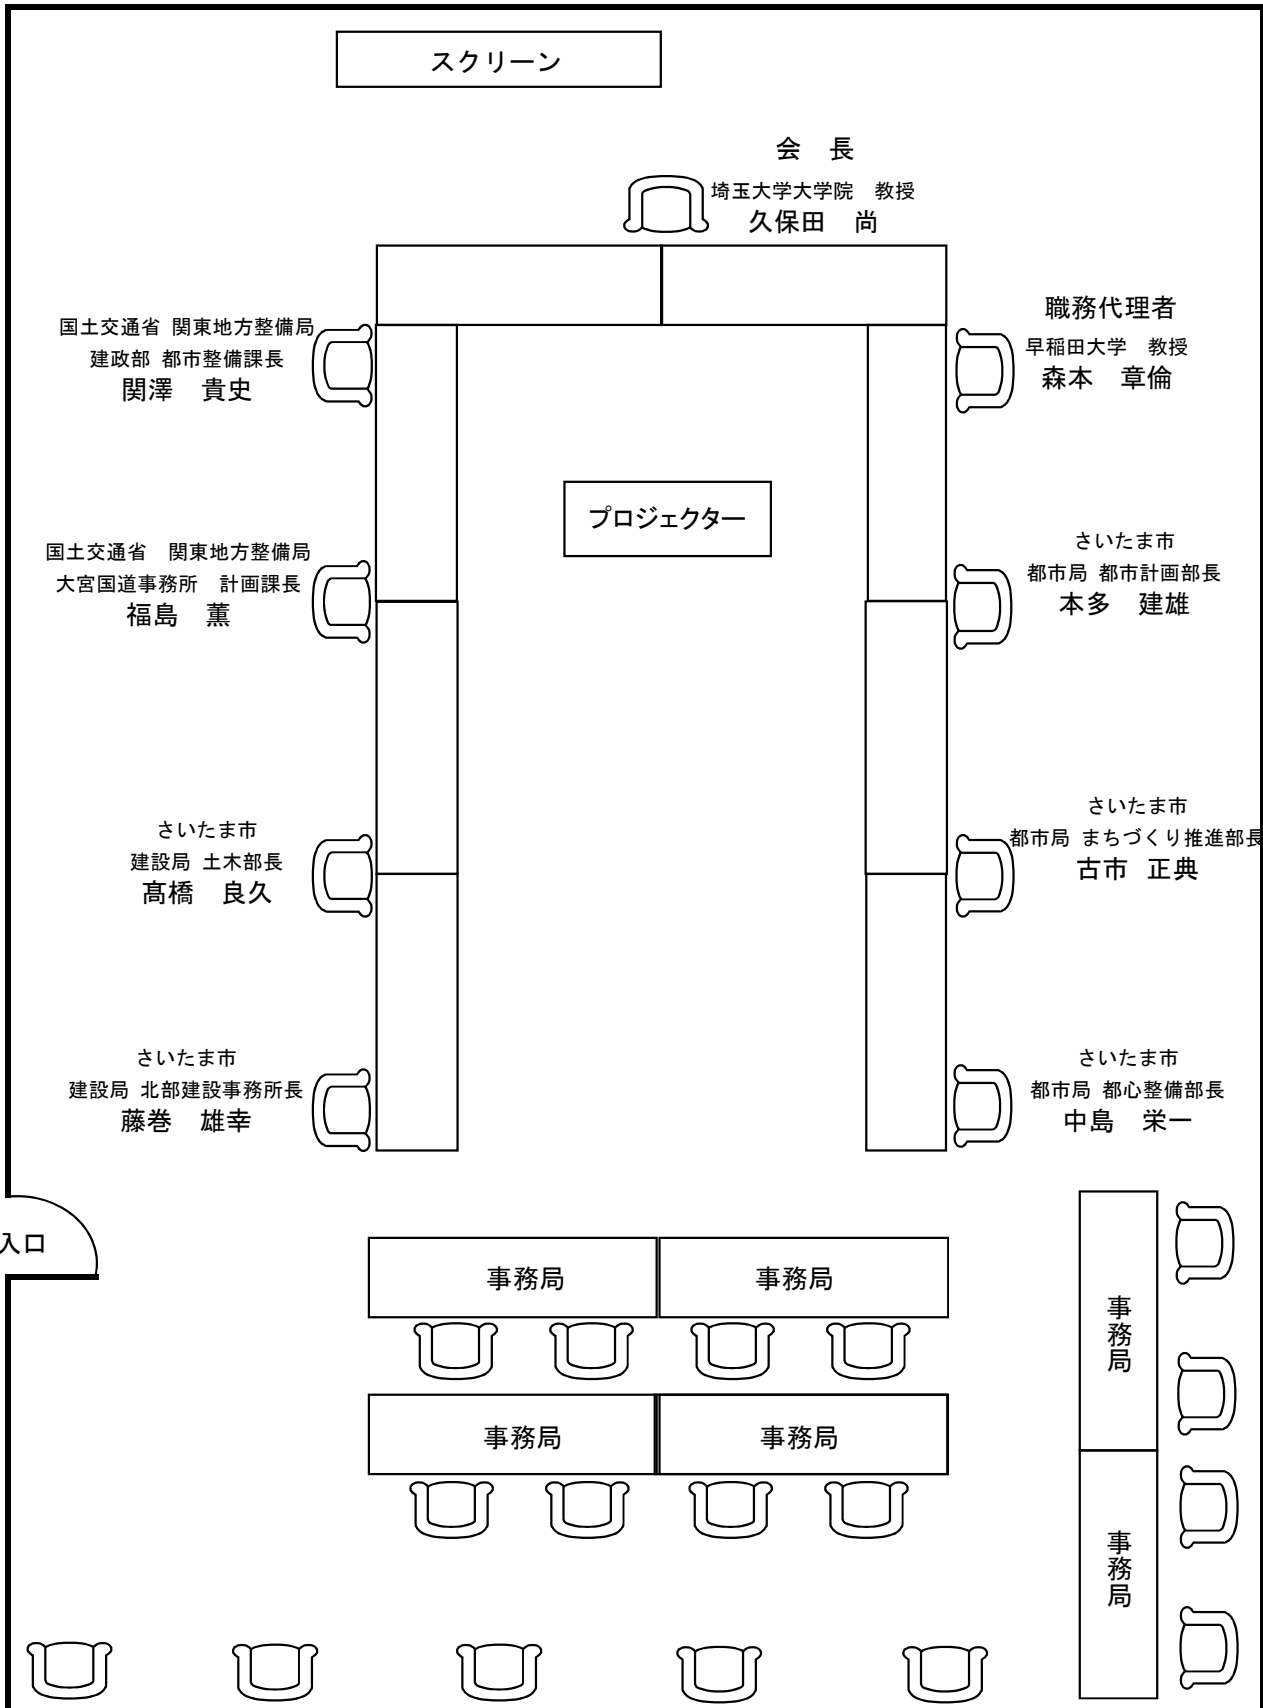 スクリーン
会　長
埼玉大学大学院　教授
久保田　尚
国土交通省 関東地方整備局
建政部 都市整備課長
関澤　貴史
職務代理者
早稲田大学　教授
森本　章倫
プロジェクター
国土交通省　関東地方整備局
大宮国道事務所　計画課長
福島　薫
さいたま市
都市局 都市計画部長
本多　建雄
さいたま市
建設局 土木部長
髙橋　良久
さいたま市
都市局 まちづくり推進部長
古市 正典
さいたま市
建設局 北部建設事務所長
藤巻　雄幸
さいたま市
都市局 都心整備部長
中島　栄一
入口
事務局
事務局
事務局
事務局
事務局
事務局